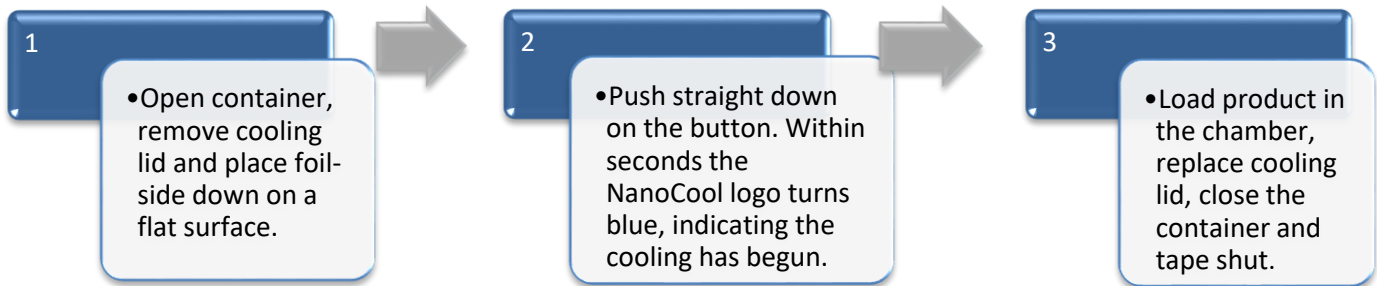 1
•Open container,
remove cooling
lid and place foil-
side down on a
flat surface.
2
•Push straight down
on the button. Within
seconds the
NanoCool logo turns
blue, indicating the
cooling has begun.
3
•Load product in
the chamber,
replace cooling
lid, close the
container and
tape shut.